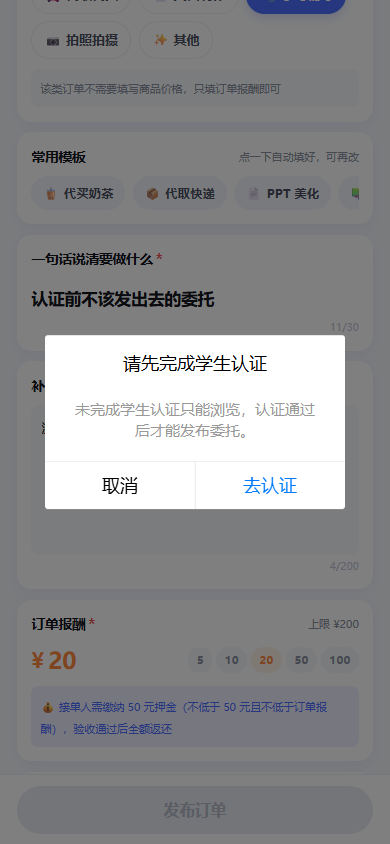 拍照拍摄
其他
该类订单不需要填写商品价格，只填订单报酬即可
常用模板
点一下自动填好，可再改
代买奶茶
代取快递
PPT 美化
一句话说清要做什么 *
认证前不该发出去的委托
11/30
请先完成学生认证
未完成学生认证只能浏览，认证通过
后才能发布委托。
取消
去认证
4/200
订单报酬 *
上限 ¥200
¥ 20
5
10
20
50
100
接单人需缴纳 50 元押金（不低于 50 元且不低于订单报
酬），验收通过后全额返还
发布订单